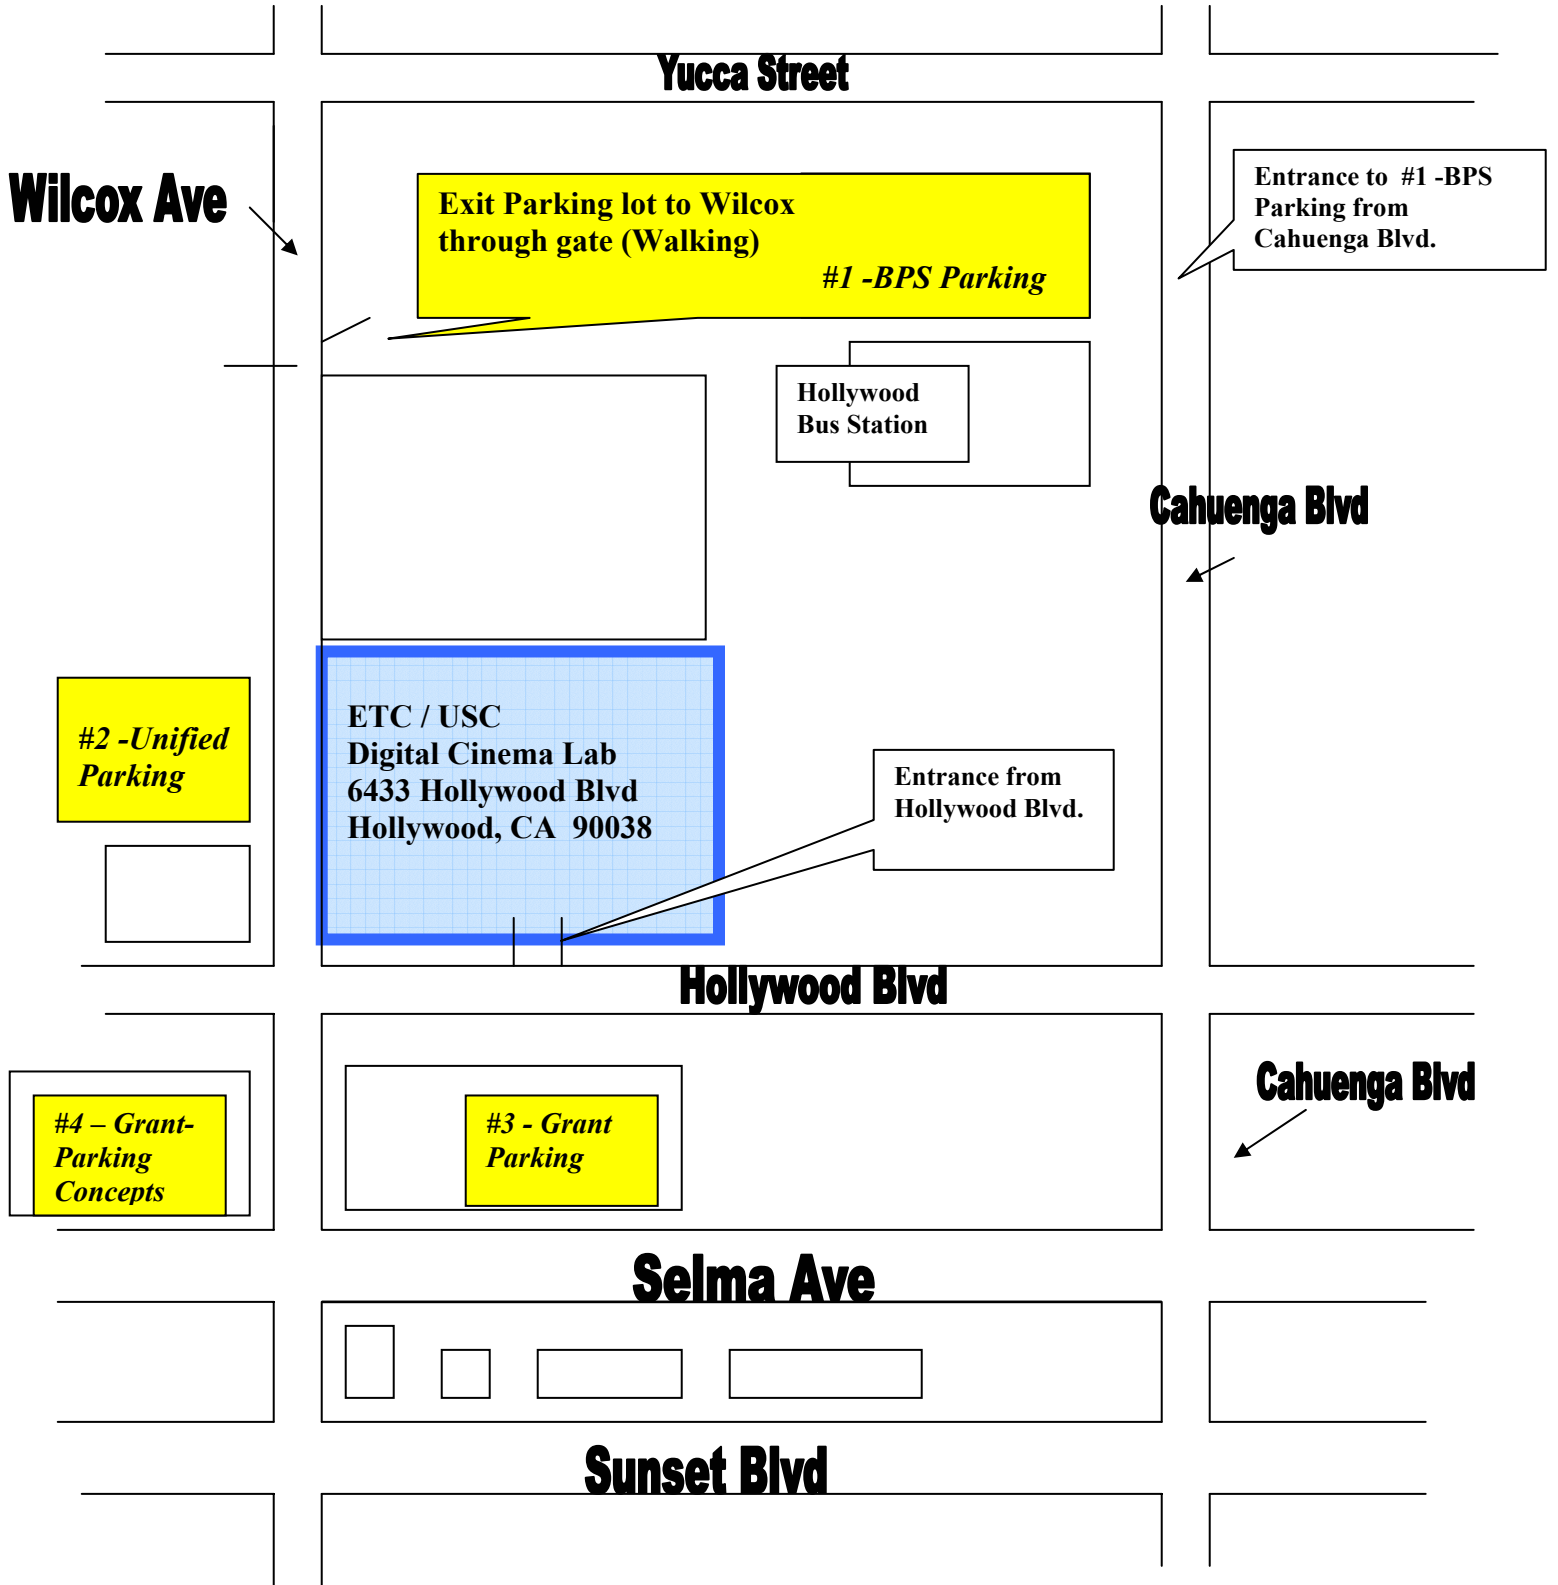 Yucca Street
Wilcox Ave
Exit Parking lot to Wilcox
through gate (Walking)
#1 -BPS Parking
Entrance to  #1 -BPS
Parking from
Cahuenga Blvd.
Hollywood
Bus Station
Cahuenga Blvd
#2 -Unified
Parking
ETC / USC
Digital Cinema Lab
6433 Hollywood Blvd
Hollywood, CA  90038
Entrance from
Hollywood Blvd.
Hollywood Blvd
Cahuenga Blvd
#4 – Grant-
Parking
Concepts
#3 - Grant
Parking
Selma Ave
Sunset Blvd